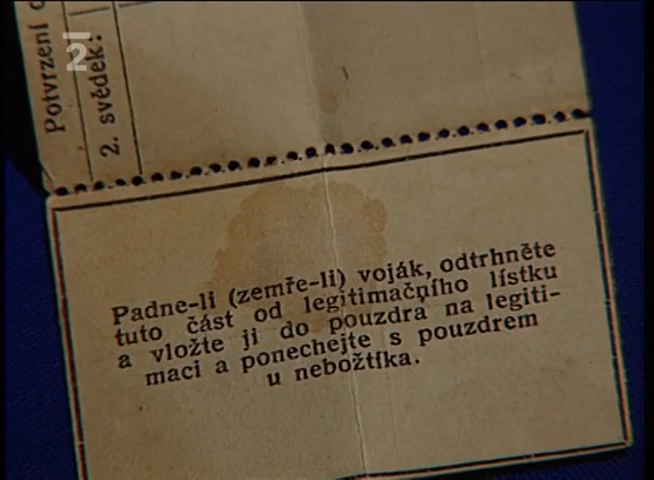 2
Potvrzení
2. svědek:
Padne-li (zemře-li) voják, odtrhněte
tuto část od legitimačního lístku
a vložte ji do pouzdra na legiti-
maci a ponechejte s pouzdrem
u nebožtíka.